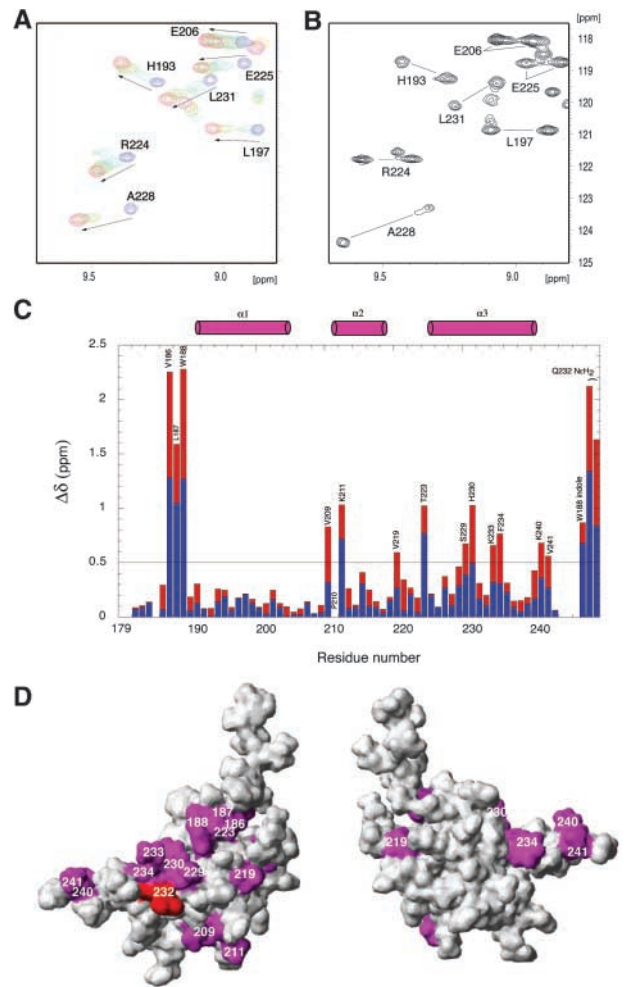 A
E206
H193
E225
L231
L197
R224
A228
9.5
9.0
[ppm]
B
E206
H193
E225
L231
L197
R224
A228
118
119
120
121
122
123
124
125
[ppm]
9.5
9.0
[ppm]
C
α1
α2
α3
2.5
2
1.5
1
0.5
0
Δδ (ppm)
V186
L187
W188
V209
P210
K211
V219
T223
S229
H230
K233
F234
K240
V241
W188 indole
Q232 NεH2
179
190
200
210
220
230
240
Residue number
D
187
188
186
223
233
230
234
229
219
241
240
232
209
211
230
240
219
234
241